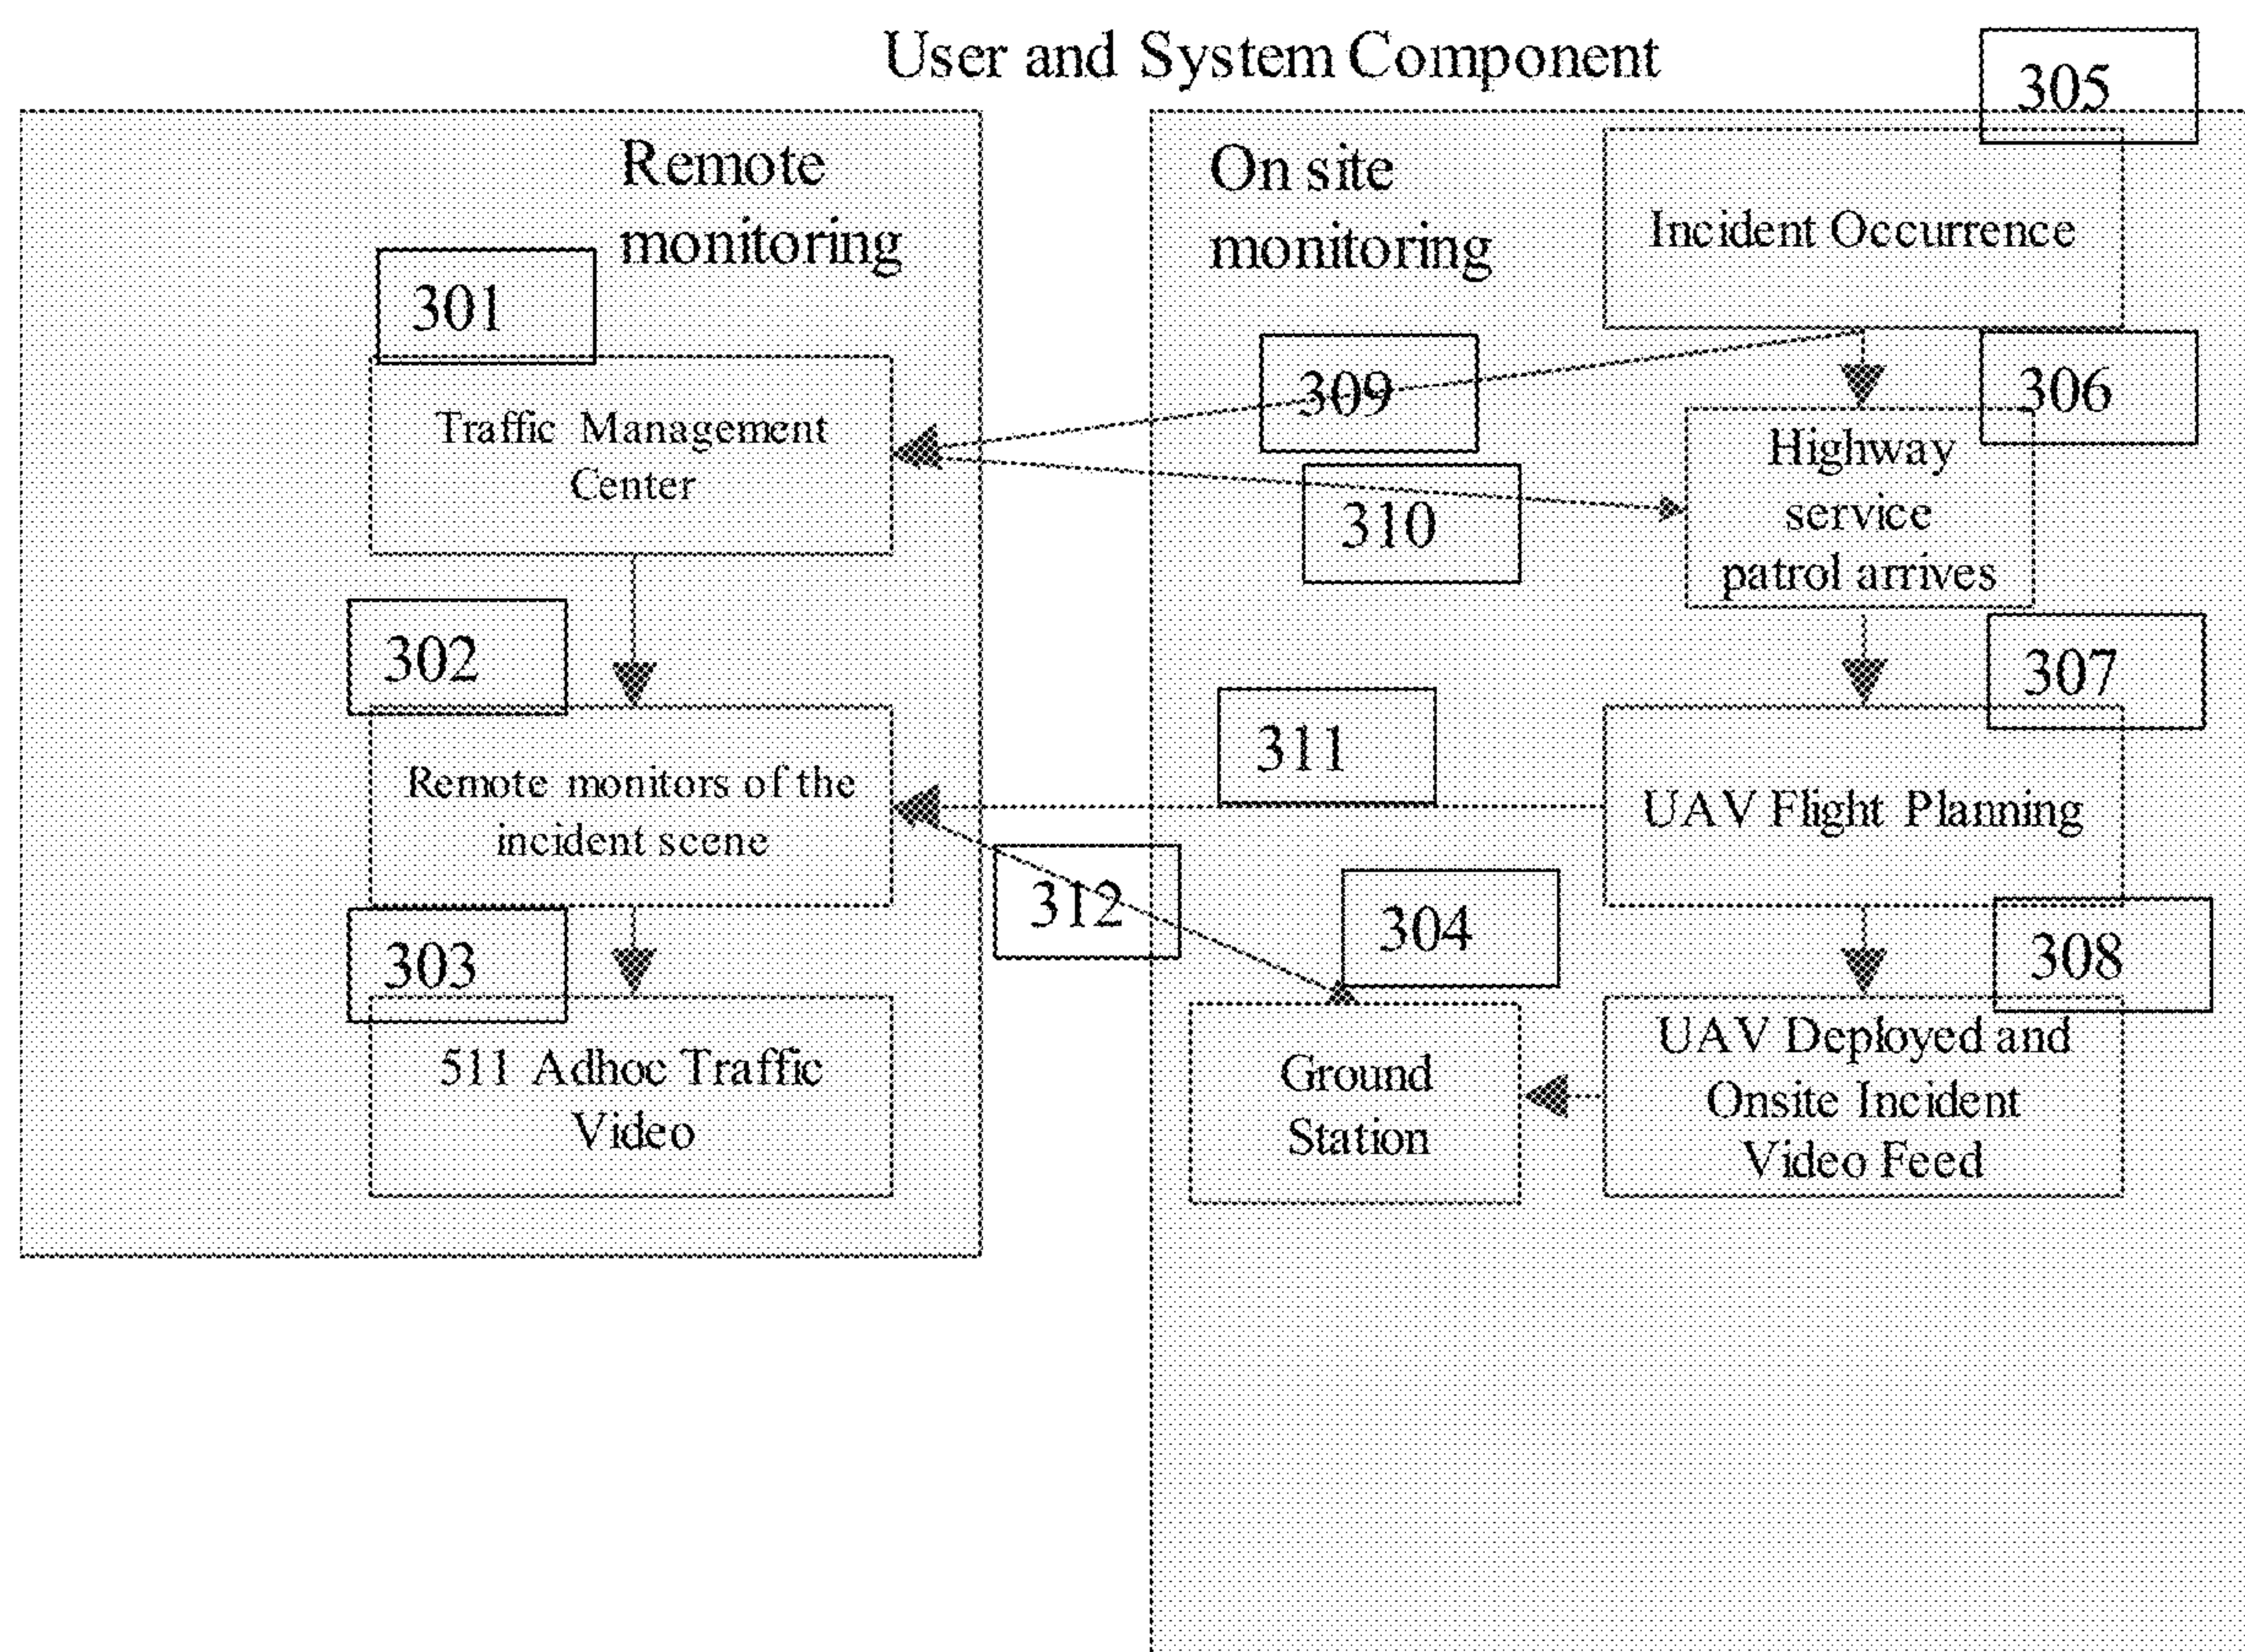 User and System Component
Remote
monitoring
301
Traffic Management
Center
302
Remote monitors of the
incident scene
303
511 Adhoc Traffic
Video
On site
monitoring
305
Incident Occurrence
309
306
Highway
service
patrol arrives
310
307
311
UAV Flight Planning
312
304
308
Ground
Station
UAV Deployed and
Onsite Incident
Video Feed